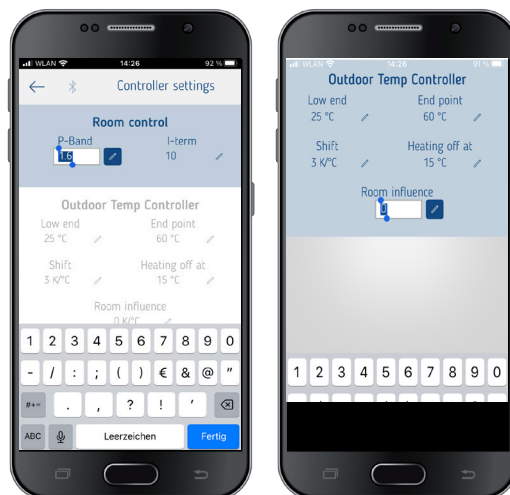 WLAN 14:26 92 %
Controller settings
Room control
P-Band I-term
1.6 10
Outdoor Temp Controller
Low end End point
25 °C 60 °C
Shift Heating off at
3 K/°C 15 °C
Room influence
0 K/°C
1 2 3 4 5 6 7 8 9 0
- / : ; ( ) € & @ "
#+= . , ? ! '
ABC Leerzeichen Fertig
WLAN 14:26 91 %
Outdoor Temp Controller
Low end End point
25 °C 60 °C
Shift Heating off at
3 K/°C 15 °C
Room influence
0
1 2 3 4 5 6 7 8 9 0